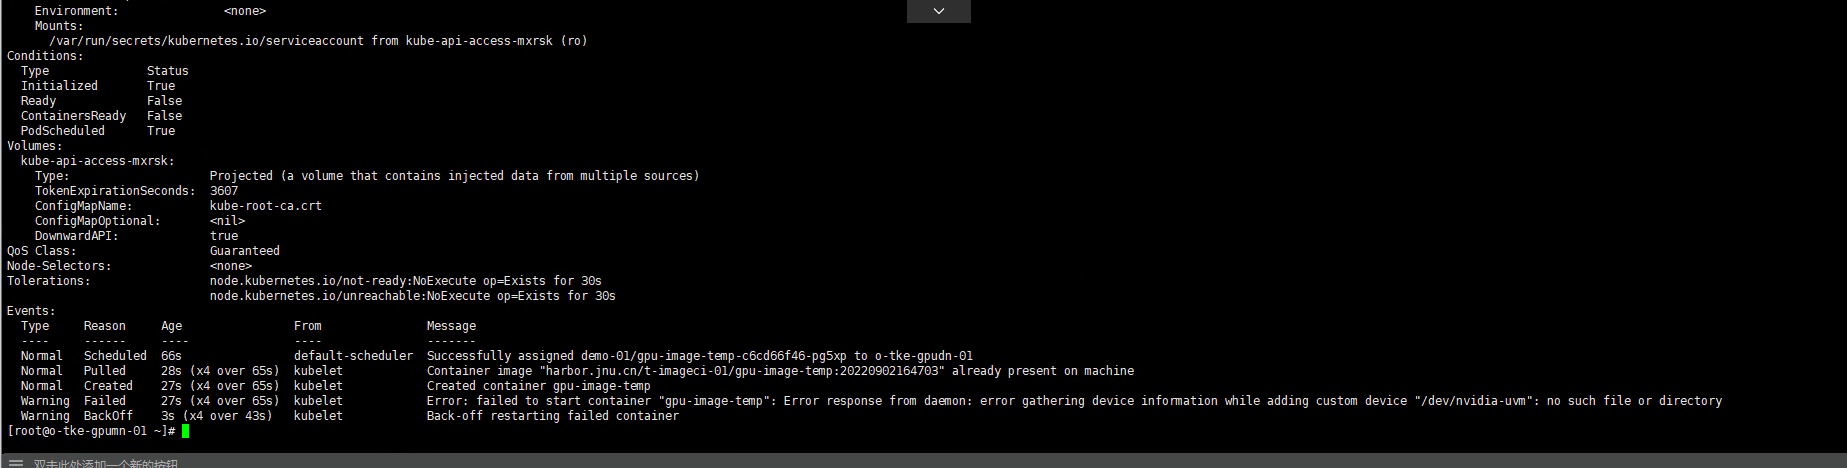 Environment: <none>
Mounts:
/var/run/secrets/kubernetes.io/serviceaccount from kube-api-access-mxrsk (ro)
Conditions:
Type Status
Initialized True
Ready False
ContainersReady False
PodScheduled True
Volumes:
kube-api-access-mxrsk:
Type: Projected (a volume that contains injected data from multiple sources)
TokenExpirationSeconds: 3607
ConfigMapName: kube-root-ca.crt
ConfigMapOptional: <nil>
DownwardAPI: true
QoS Class: Guaranteed
Node-Selectors: <none>
Tolerations: node.kubernetes.io/not-ready:NoExecute op=Exists for 30s
node.kubernetes.io/unreachable:NoExecute op=Exists for 30s
Events:
Type Reason Age From Message
---- ------ ---- ---- -------
Normal Scheduled 66s default-scheduler Successfully assigned demo-01/gpu-image-temp-c6cd66f46-pg5xp to o-tke-gpudn-01
Normal Pulled 28s (x4 over 65s) kubelet Container image "harbor.jnu.cn/t-imageci-01/gpu-image-temp:20220902164703" already present on machine
Normal Created 27s (x4 over 65s) kubelet Created container gpu-image-temp
Warning Failed 27s (x4 over 65s) kubelet Error: failed to start container "gpu-image-temp": Error response from daemon: error gathering device information while adding custom device "/dev/nvidia-uvm": no such file or directory
Warning BackOff 3s (x4 over 43s) kubelet Back-off restarting failed container
[root@o-tke-gpumn-01 ~]#
双击此处添加一个新的按钮